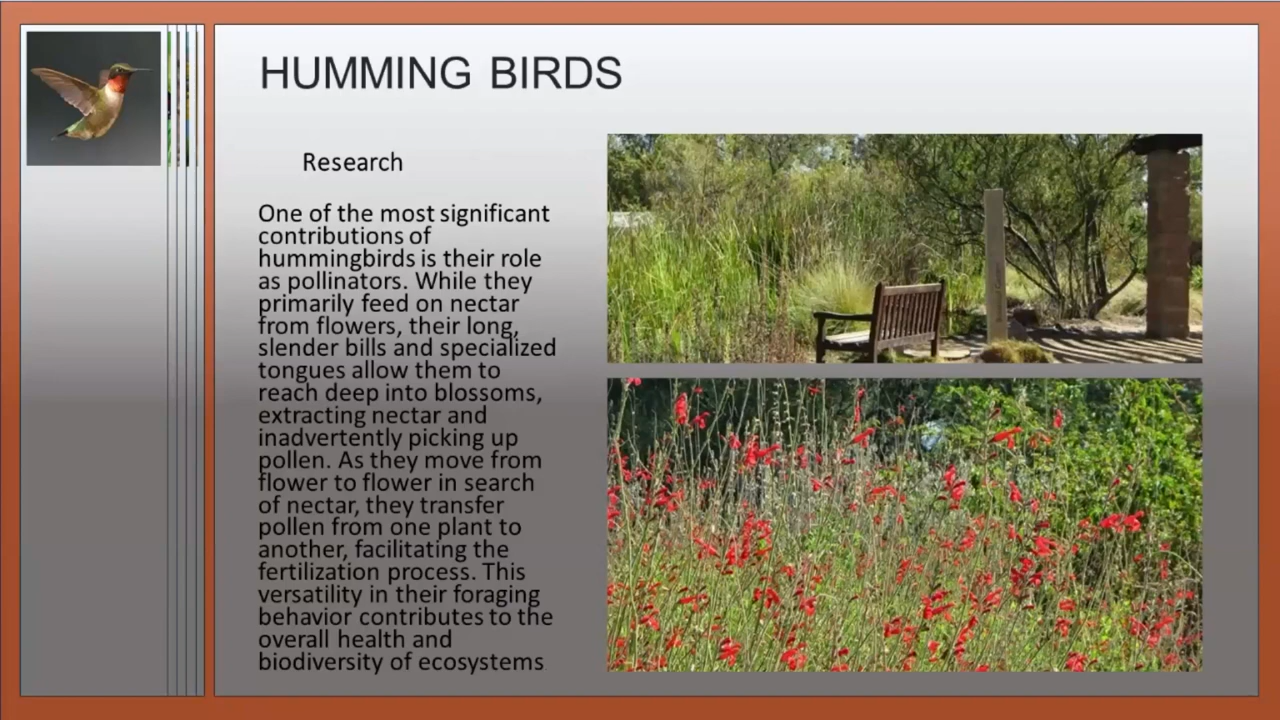 HUMMING BIRDS
Research
One of the most significant
contributions of
hummingbirds is their role
as pollinators. While they
primarily feed on nectar
from flowers, their long,
slender bills and specialized
tongues allow them to
reach deep into blossoms,
extracting nectar and
inadvertently picking up
pollen. As they move from
flower to flower in search
of nectar, they transfer
pollen from one plant to
another, facilitating the
fertilization process. This
versatility in their foraging
behavior contributes to the
overall health and
biodiversity of ecosystems